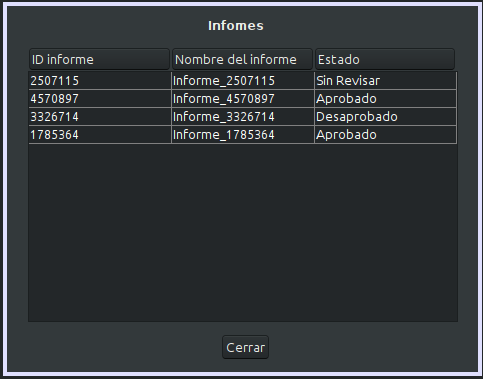 Infomes
ID informe Nombre del informe Estado
2507115 Informe_2507115 Sin Revisar
4570897 Informe_4570897 Aprobado
3326714 Informe_3326714 Desaprobado
1785364 Informe_1785364 Aprobado
Cerrar